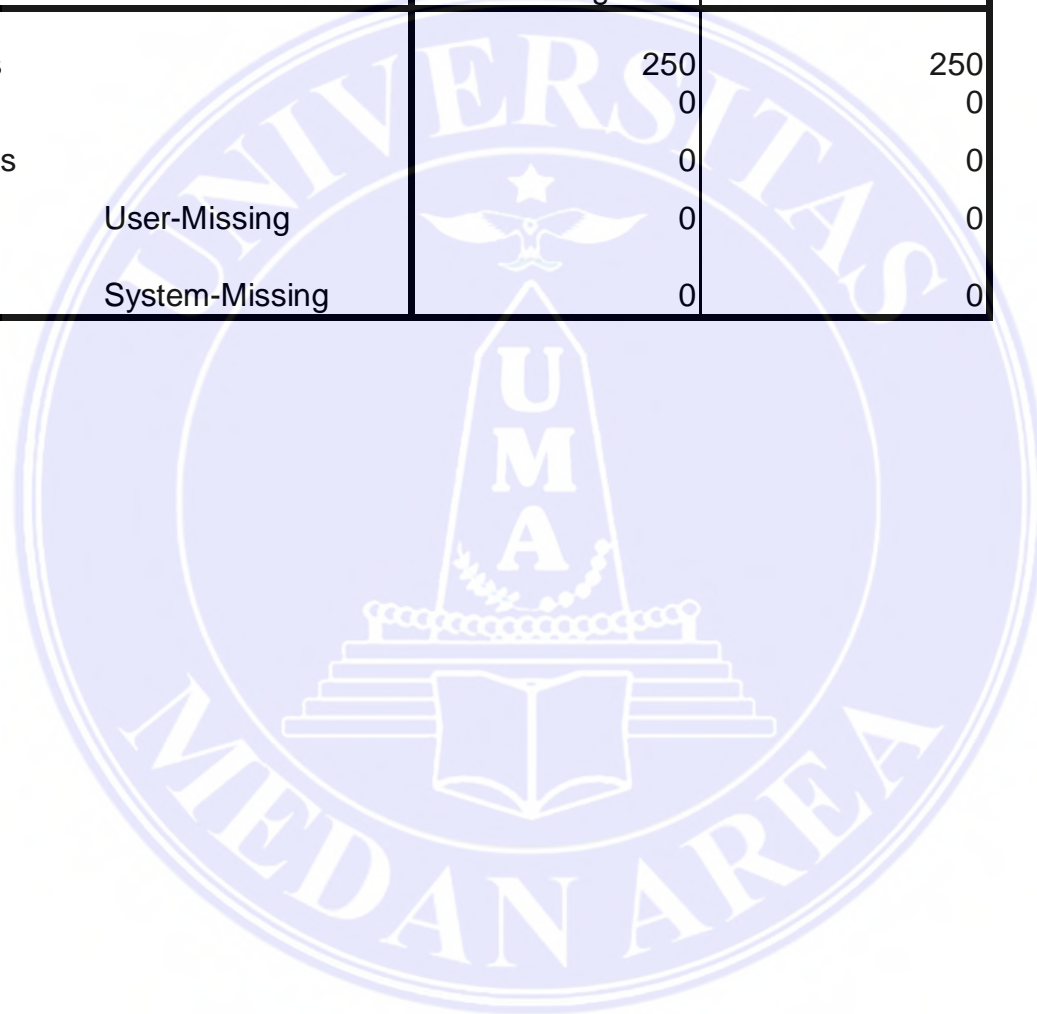 250 250
0 0
s 0 0
User-Missing 0 0
System-Missing 0 0
UNIVERSITAS
U
M
A
MEDAN AREA